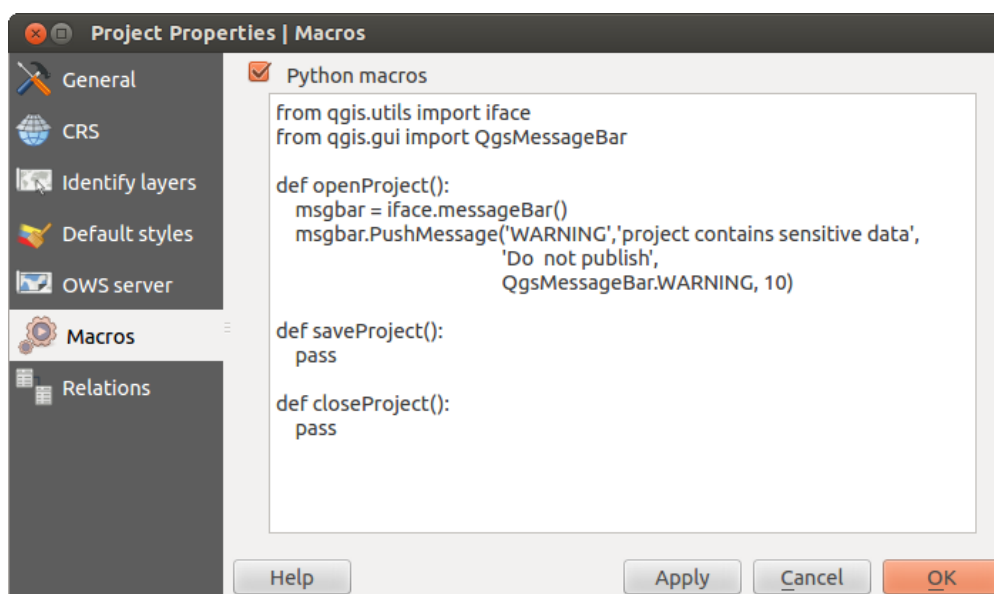 Project Properties | Macros
General
CRS
Identify layers
Default styles
OWS server
Macros
Relations
Python macros
from qgis.utils import iface
from qgis.gui import QgsMessageBar
def openProject():
msgbar = iface.messageBar()
msgbar.PushMessage('WARNING','project contains sensitive data',
'Do  not publish',
QgsMessageBar.WARNING, 10)
def saveProject():
pass
def closeProject():
pass
Help
Apply
Cancel
OK